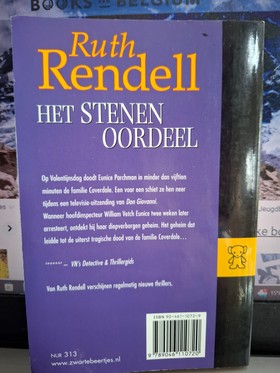 BOOKS
Ruth
Rendell
HET STENEN
OORDEEL
Op Valentijnsdag doodt Eunice Parchman in minder dan vijftien
minuten de familie Coverdale. Een voor een schiet ze hen neer
tijdens een televisie-uitzending van Don Giovanni.
Wanneer hoofdinspecteur William Vetch Eunice twee weken later
arresteert, ontdekt hij haar diepverborgen geheim. Het geheim dat
leidde tot de uiterst tragische dood van de familie Coverdale...
******* – VN's Detective & Thrillergids
Van Ruth Rendell verschijnen regelmatig nieuwe thrillers.
NUR 313
www.zwartebeertjes.nl
9 789046 110720